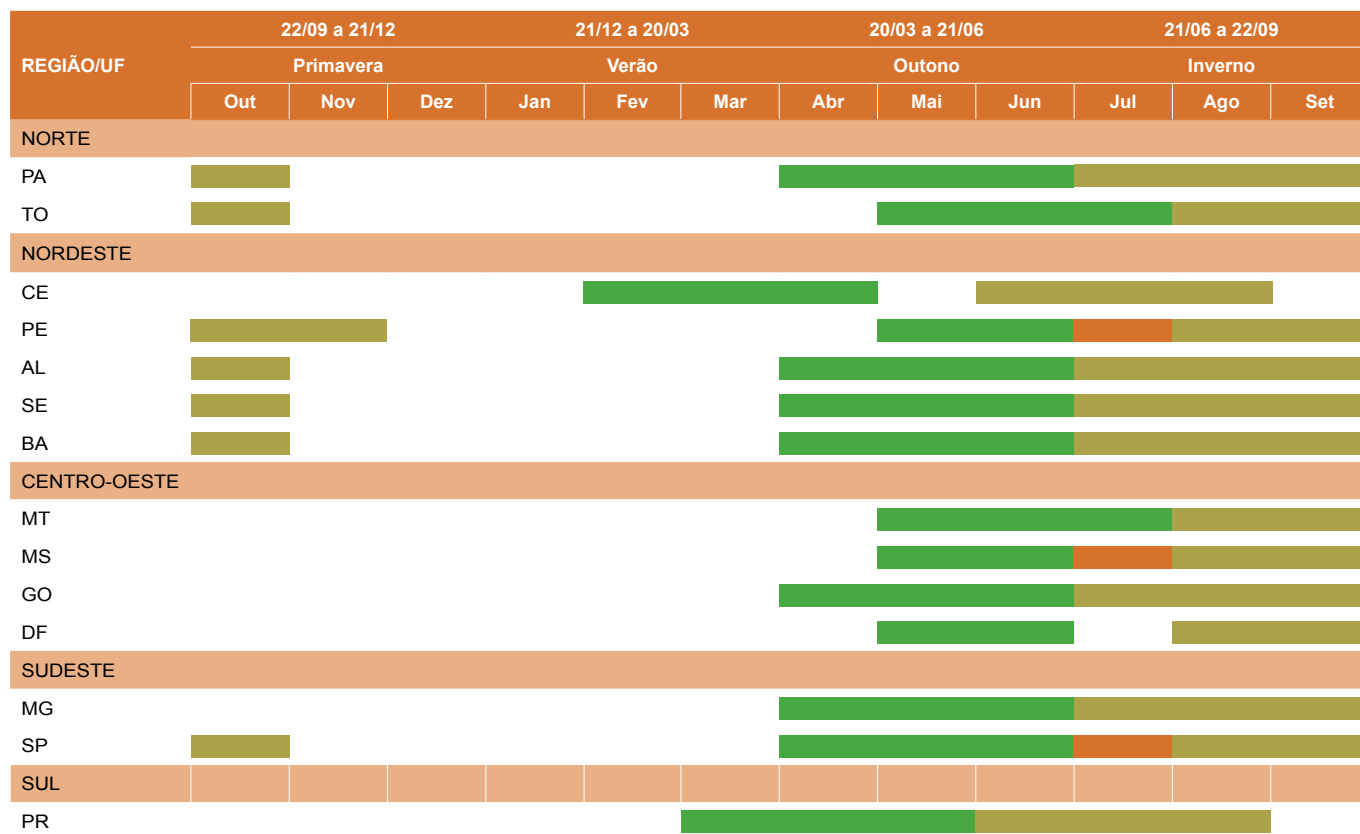 22/09 a 21/12 21/12 a 20/03 20/03 a 21/06 21/06 a 22/09
REGIÃO/UF Primavera Verão Outono Inverno
Out Nov Dez Jan Fev Mar Abr Mai Jun Jul Ago Set
NORTE
PA
TO
NORDESTE
CE
PE
AL
SE
BA
CENTRO-OESTE
MT
MS
GO
DF
SUDESTE
MG
SP
SUL
PR